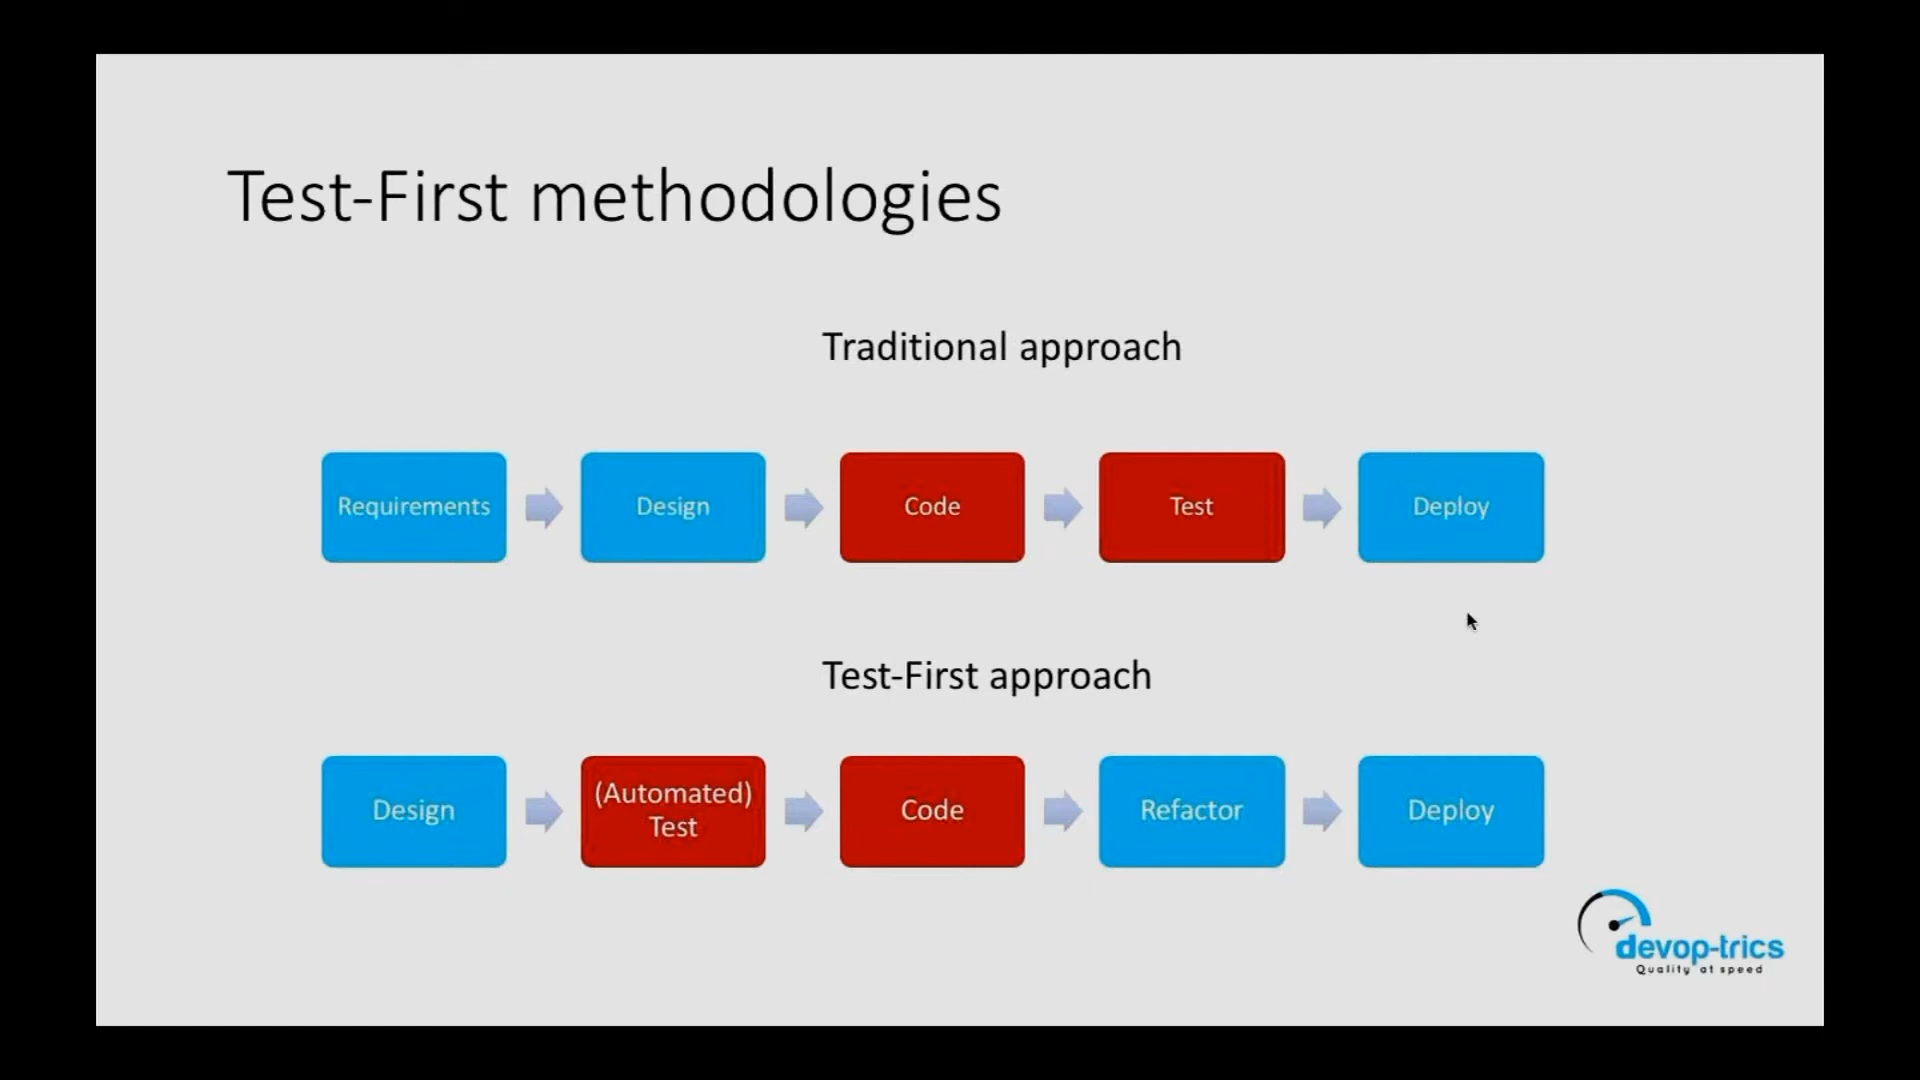 Test-First methodologies
Traditional approach
Requirements
Design
Code
Test
Deploy
Test-First approach
Design
(Automated)
Test
Code
Refactor
Deploy
devop-trics
Quality at speed